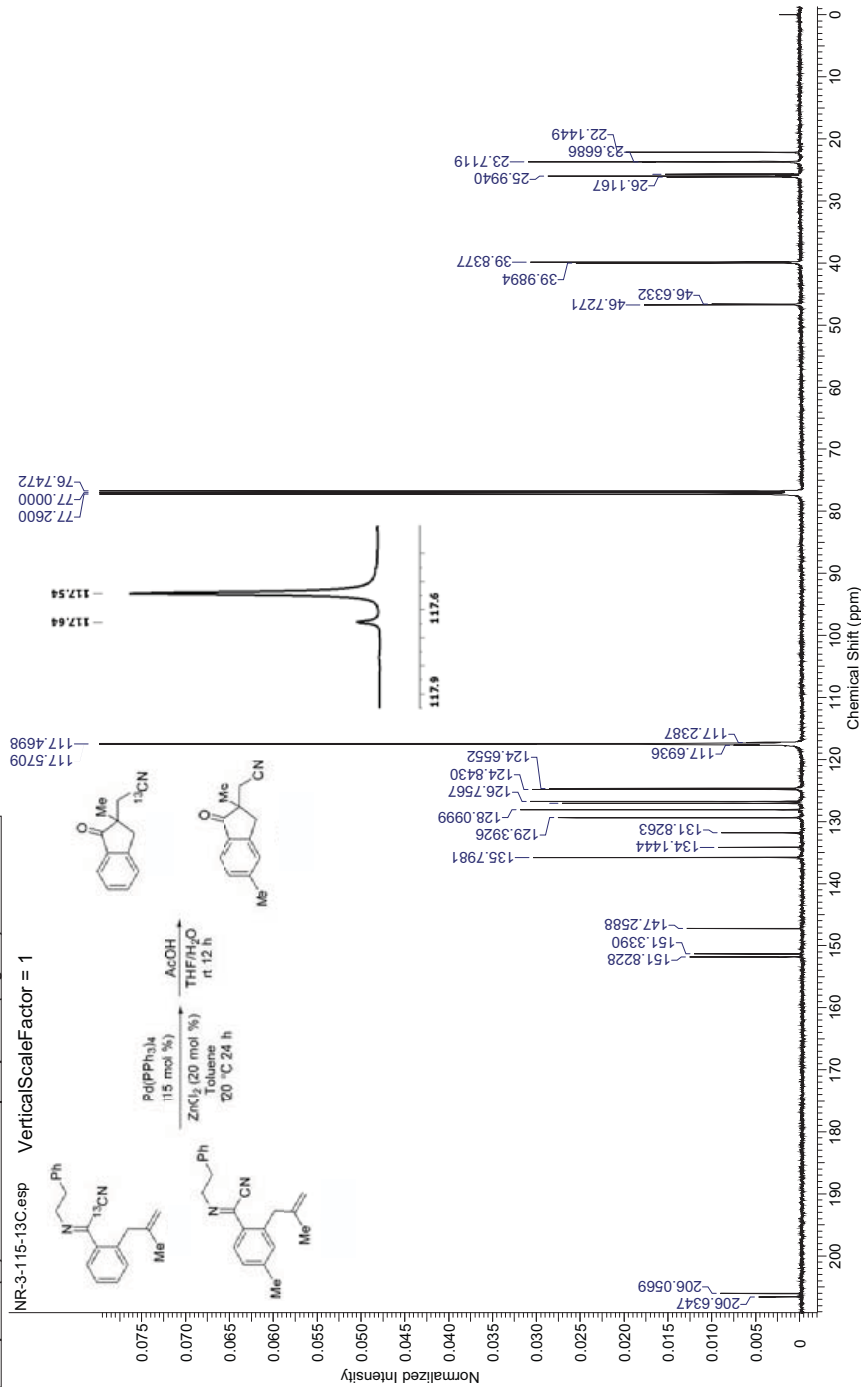 NR-3-115-13C.esp VerticalScaleFactor = 1
Normalized Intensity
0.075
0.070
0.065
0.060
0.055
0.050
0.045
0.040
0.035
0.030
0.025
0.020
0.015
0.010
0.005
0
N
Ph
13CN
Me
N
Ph
CN
Me
Me
Pd(PPh3)4
15 mol %)
ZnCl2 (20 mol %)
Toluene
120 °C 24 h
AcOH
THF/H2O
rt 12 h
O
Me
13CN
O
Me
CN
Me
206.6347
206.0569
151.8228
151.3390
147.2588
135.7981
134.1444
131.8263
129.3926
128.0999
126.7567
124.8430
124.6552
117.6936
117.5709
117.4698
117.2387
117.64
117.54
117.9
117.6
77.2600
77.0000
76.7472
46.7271
46.6332
39.9894
39.8377
26.1167
25.9940
23.7119
23.6686
22.1449
200
190
180
170
160
150
140
130
120
110
100
90
80
70
60
50
40
30
20
10
0
Chemical Shift (ppm)